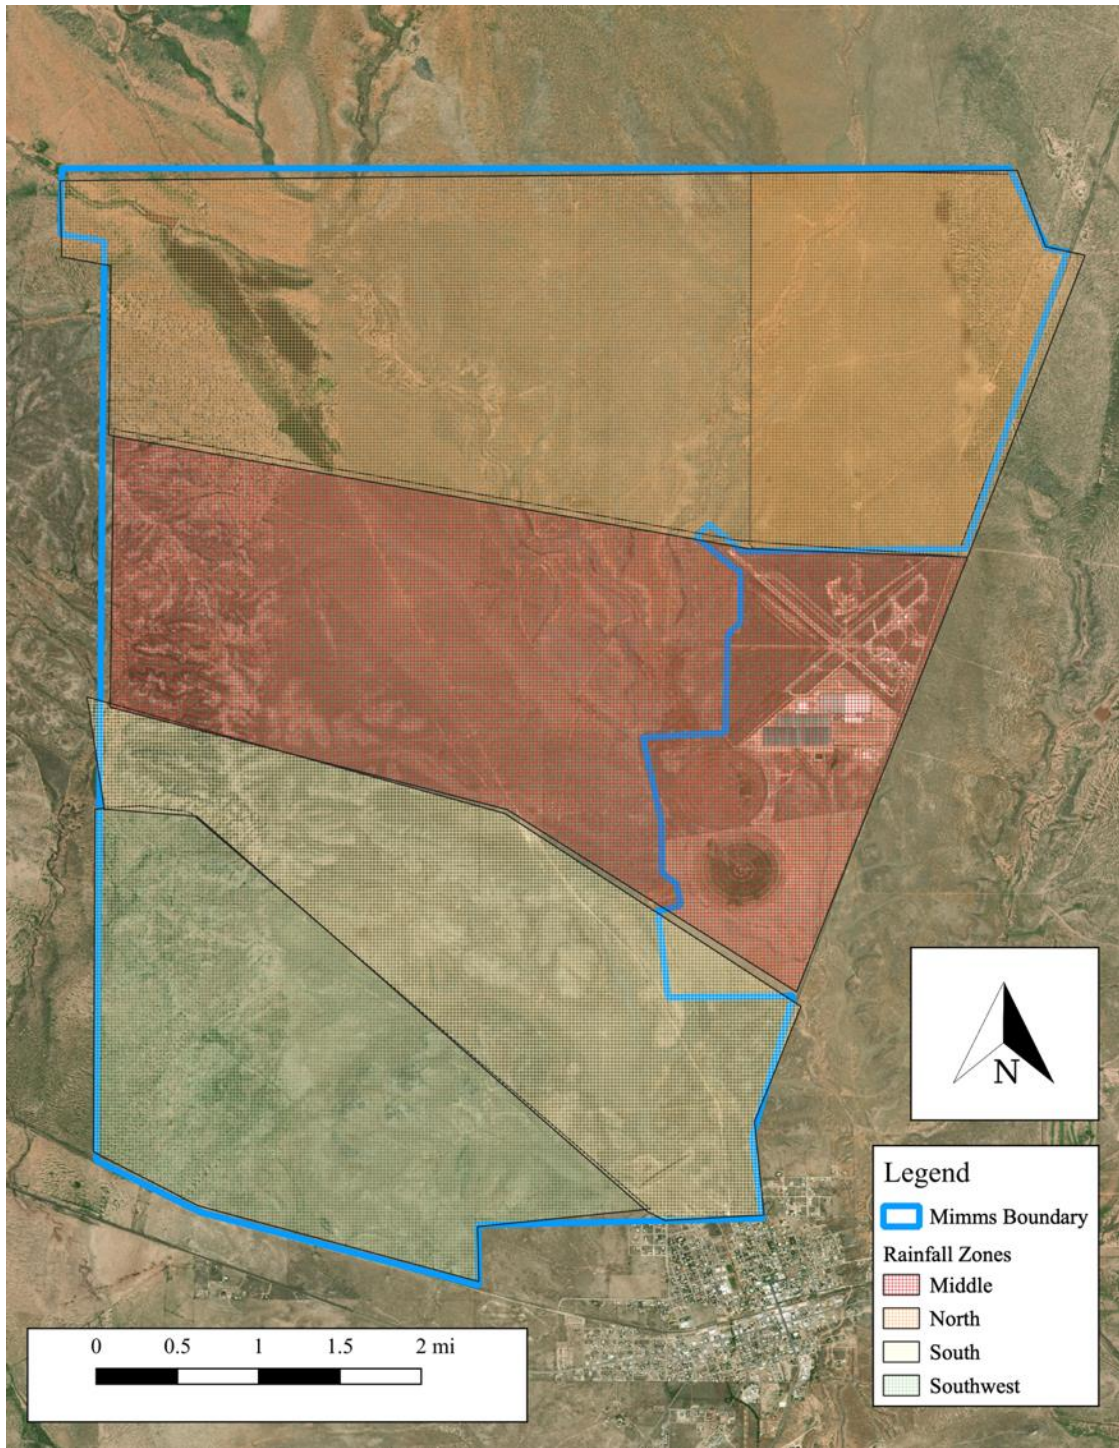 N
Legend
Mimms Boundary
Rainfall Zones
Middle
North
South
Southwest
0 0.5 1 1.5 2 mi